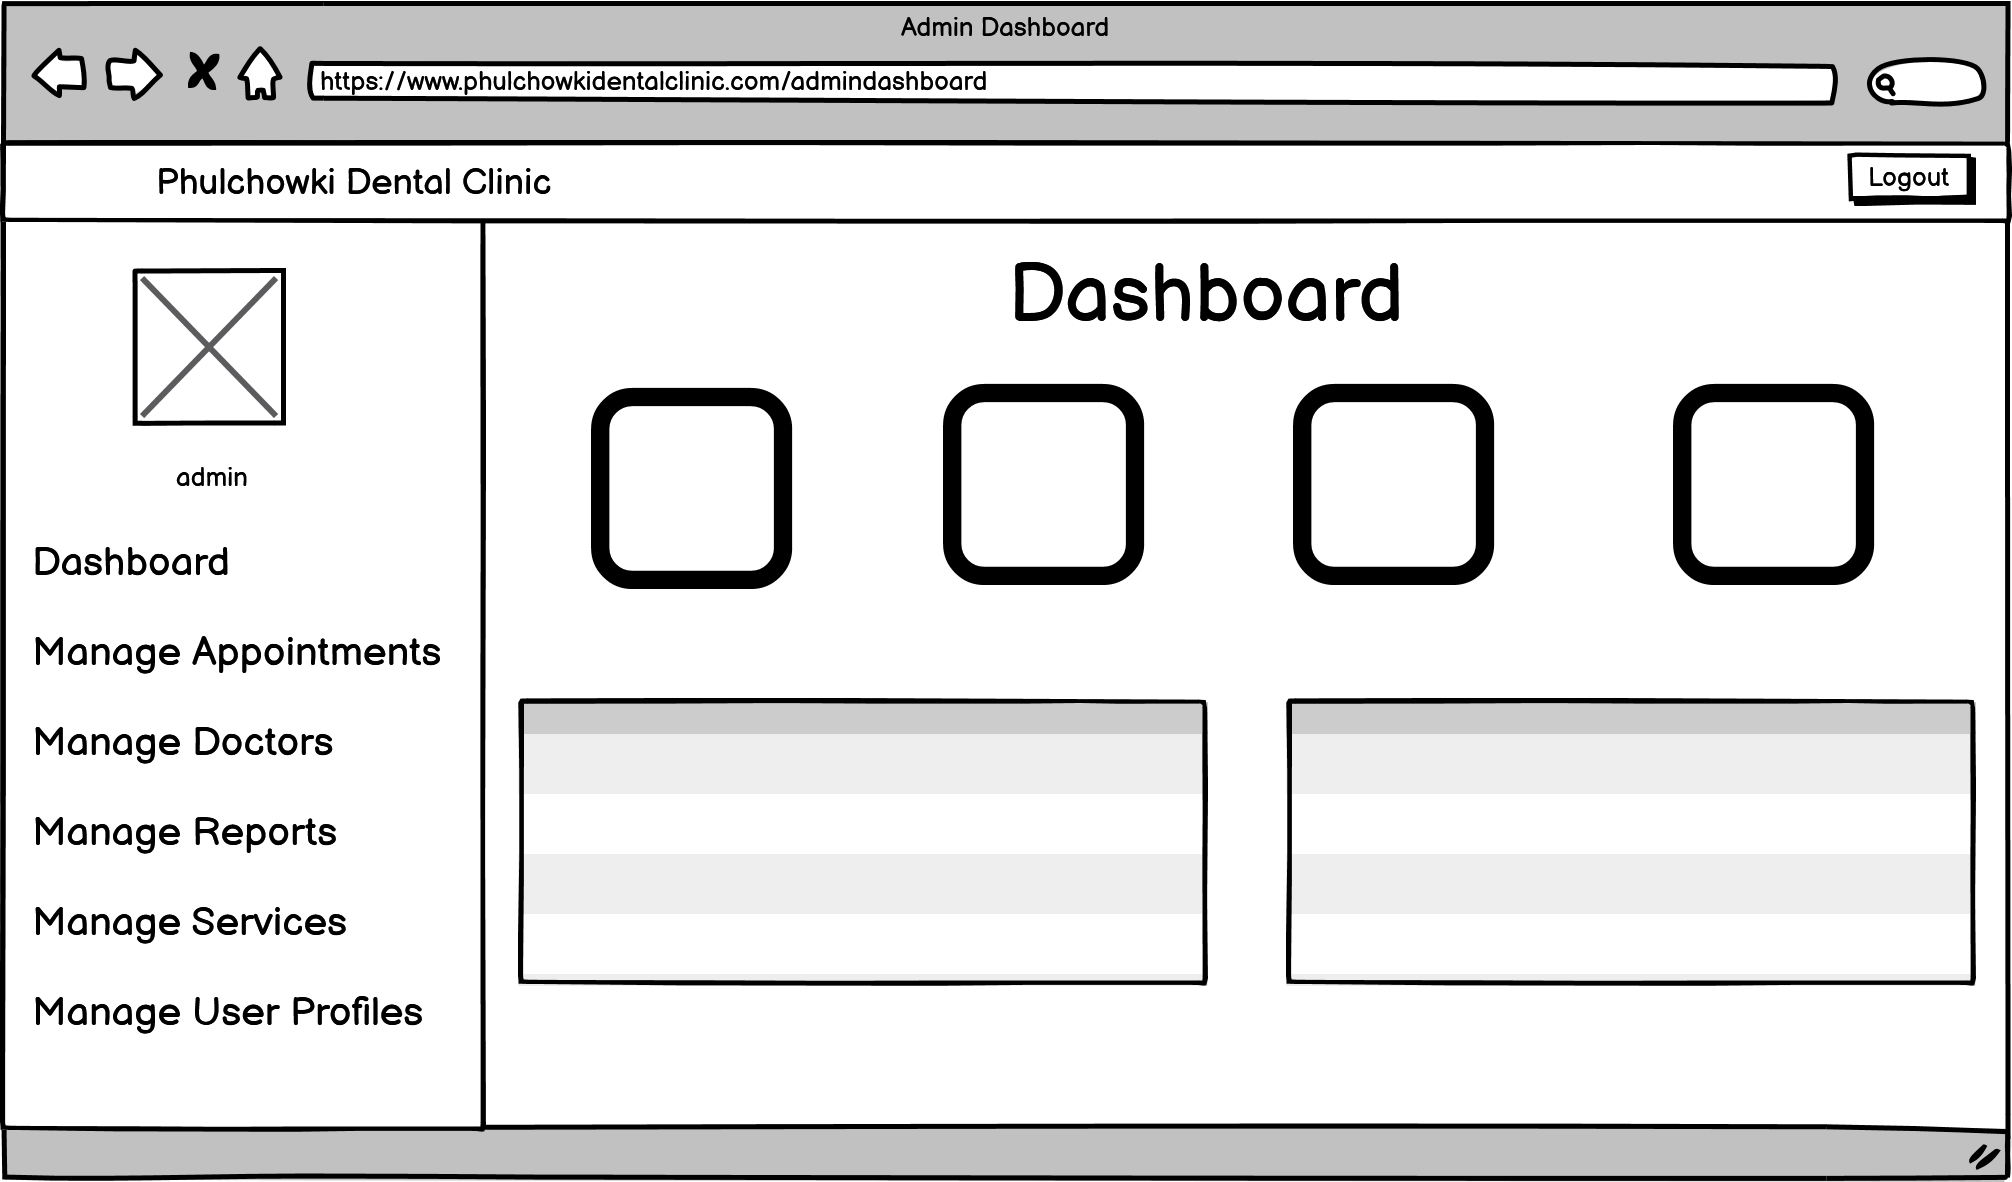 Admin Dashboard
https://www.phulchowkidentalclinic.com/admindashboard
Phulchowki Dental Clinic
Logout
admin
Dashboard
Manage Appointments
Manage Doctors
Manage Reports
Manage Services
Manage User Profiles
Dashboard